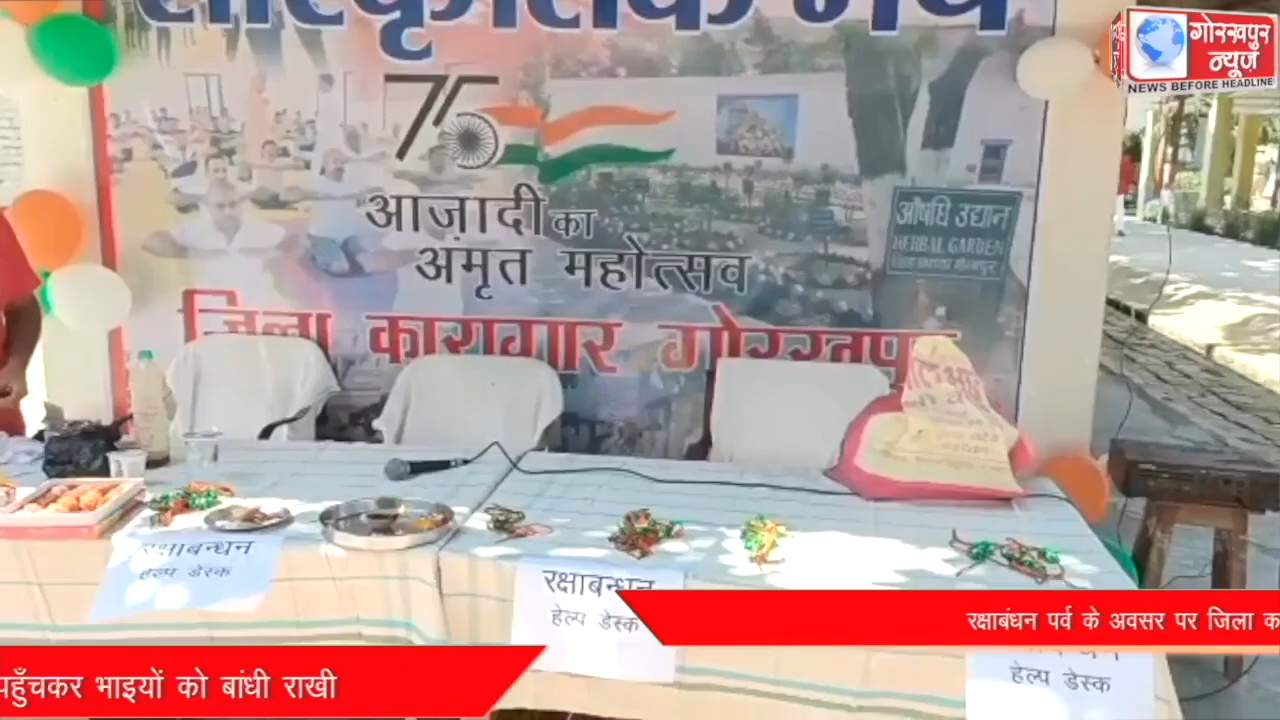 सांस्कृतिक मंच
गोरखपुर
न्यूज़
NEWS BEFORE HEADLINE
75
आज़ादी का
अमृत महोत्सव
औषधि उद्यान
HERBAL GARDEN
जिला कारागार गोरखपुर
रक्षाबन्धन
हेल्प डेस्क
रक्षाबन्धन
हेल्प डेस्क
हेल्प डेस्क
रक्षाबंधन पर्व के अवसर पर जिला क
पहुँचकर भाइयों को बांधी राखी